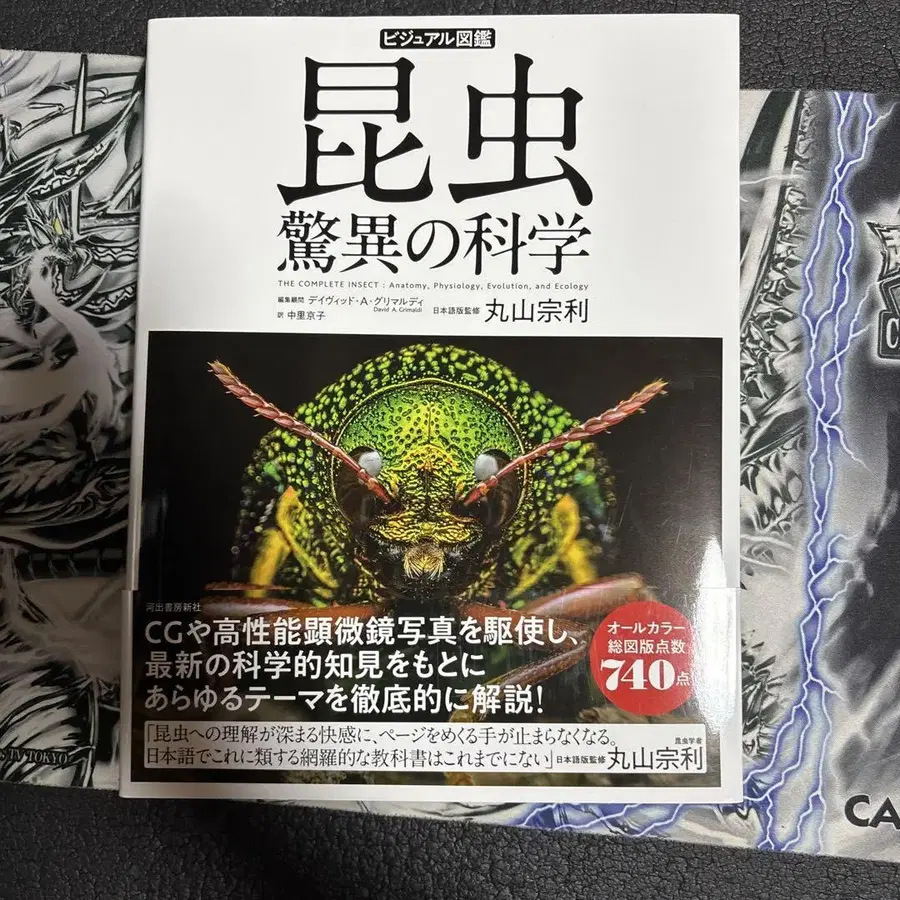 ビジュアル図鑑
昆虫
驚異の科学
THE COMPLETE INSECT : Anatomy, Physiology, Evolution, and Ecology
編集顧問 デイヴィッド・A・グリマルディ
David A. Grimaldi
訳 中里京子
日本語版監修 丸山宗利
河出書房新社
CGや高性能顕微鏡写真を駆使し、
最新の科学的知見をもとに
あらゆるテーマを徹底的に解説!
オールカラー
総図版点数
740点
「昆虫への理解が深まる快感に、ページをめくる手が止まらなくなる。
日本語でこれに類する網羅的な教科書はこれまでにない」
昆虫学者
日本語版監修 丸山宗利
TV TOKYO
CA